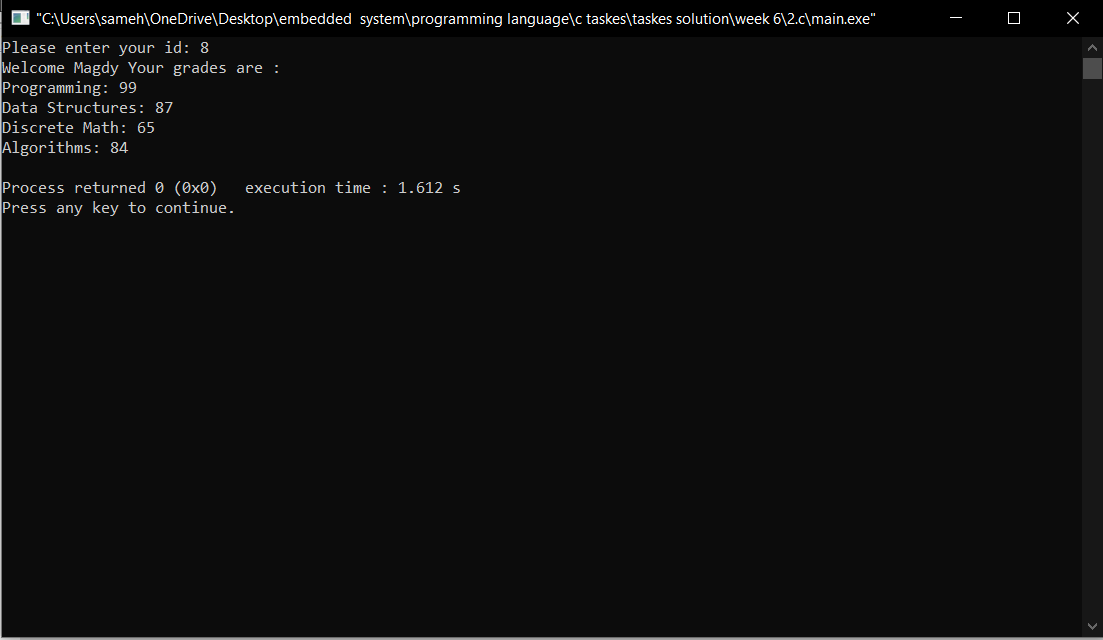 "C:\Users\sameh\OneDrive\Desktop\embedded  system\programming language\c taskes\taskes solution\week 6\2.c\main.exe"
Please enter your id: 8
Welcome Magdy Your grades are :
Programming: 99
Data Structures: 87
Discrete Math: 65
Algorithms: 84
Process returned 0 (0x0)   execution time : 1.612 s
Press any key to continue.